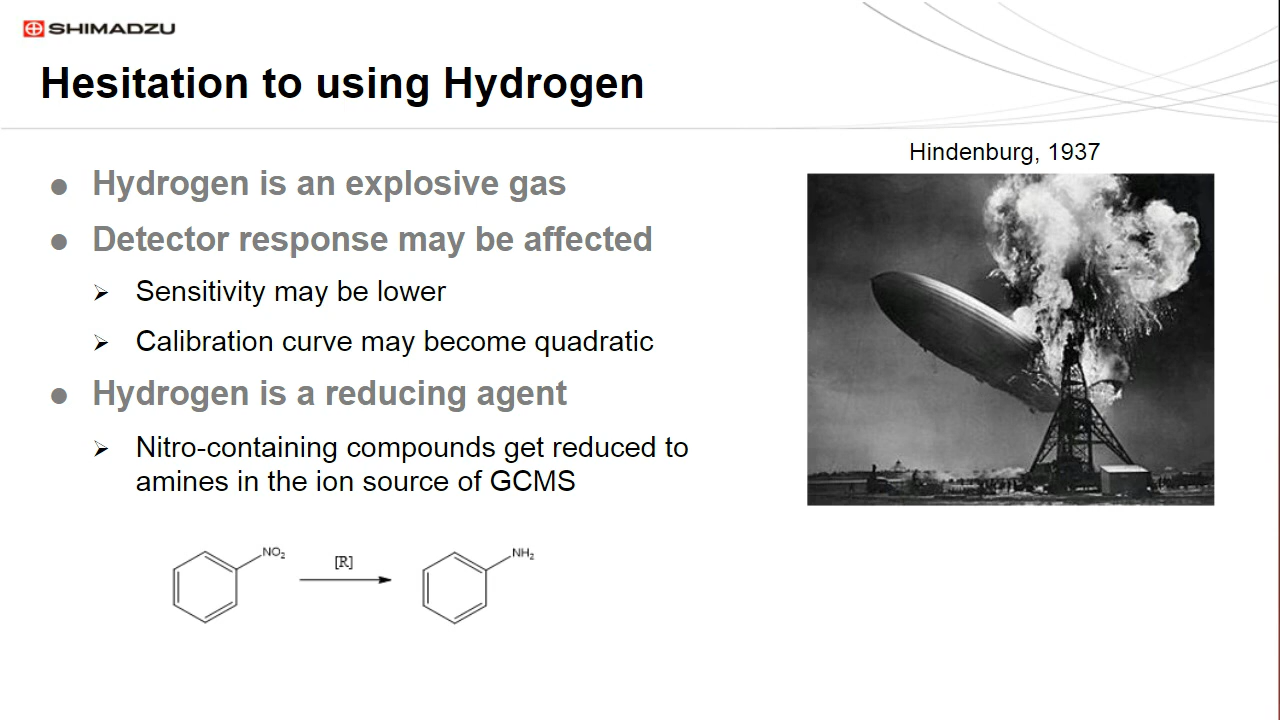 SHIMADZU
Hesitation to using Hydrogen
Hindenburg, 1937
● Hydrogen is an explosive gas
● Detector response may be affected
➢ Sensitivity may be lower
➢ Calibration curve may become quadratic
● Hydrogen is a reducing agent
➢ Nitro-containing compounds get reduced to
amines in the ion source of GCMS
NO₂
[R]
NH₂